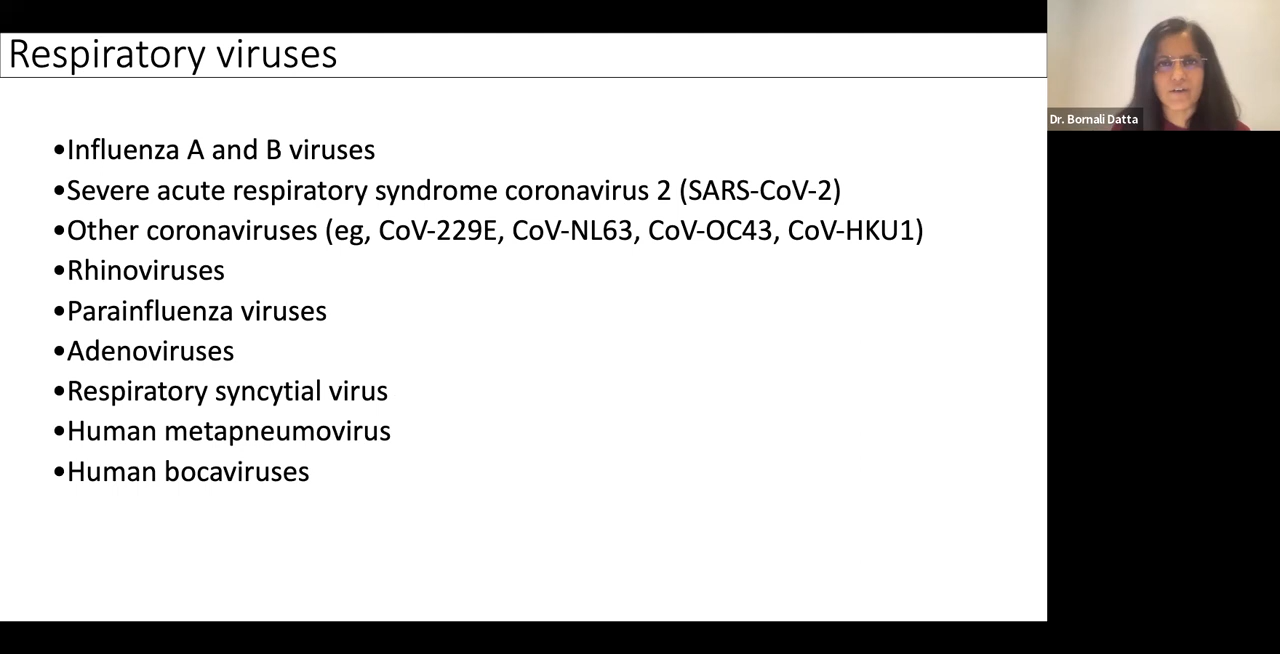 Respiratory viruses
•Influenza A and B viruses
•Severe acute respiratory syndrome coronavirus 2 (SARS-CoV-2)
•Other coronaviruses (eg, CoV-229E, CoV-NL63, CoV-OC43, CoV-HKU1)
•Rhinoviruses
•Parainfluenza viruses
•Adenoviruses
•Respiratory syncytial virus
•Human metapneumovirus
•Human bocaviruses
Dr. Bornali Datta